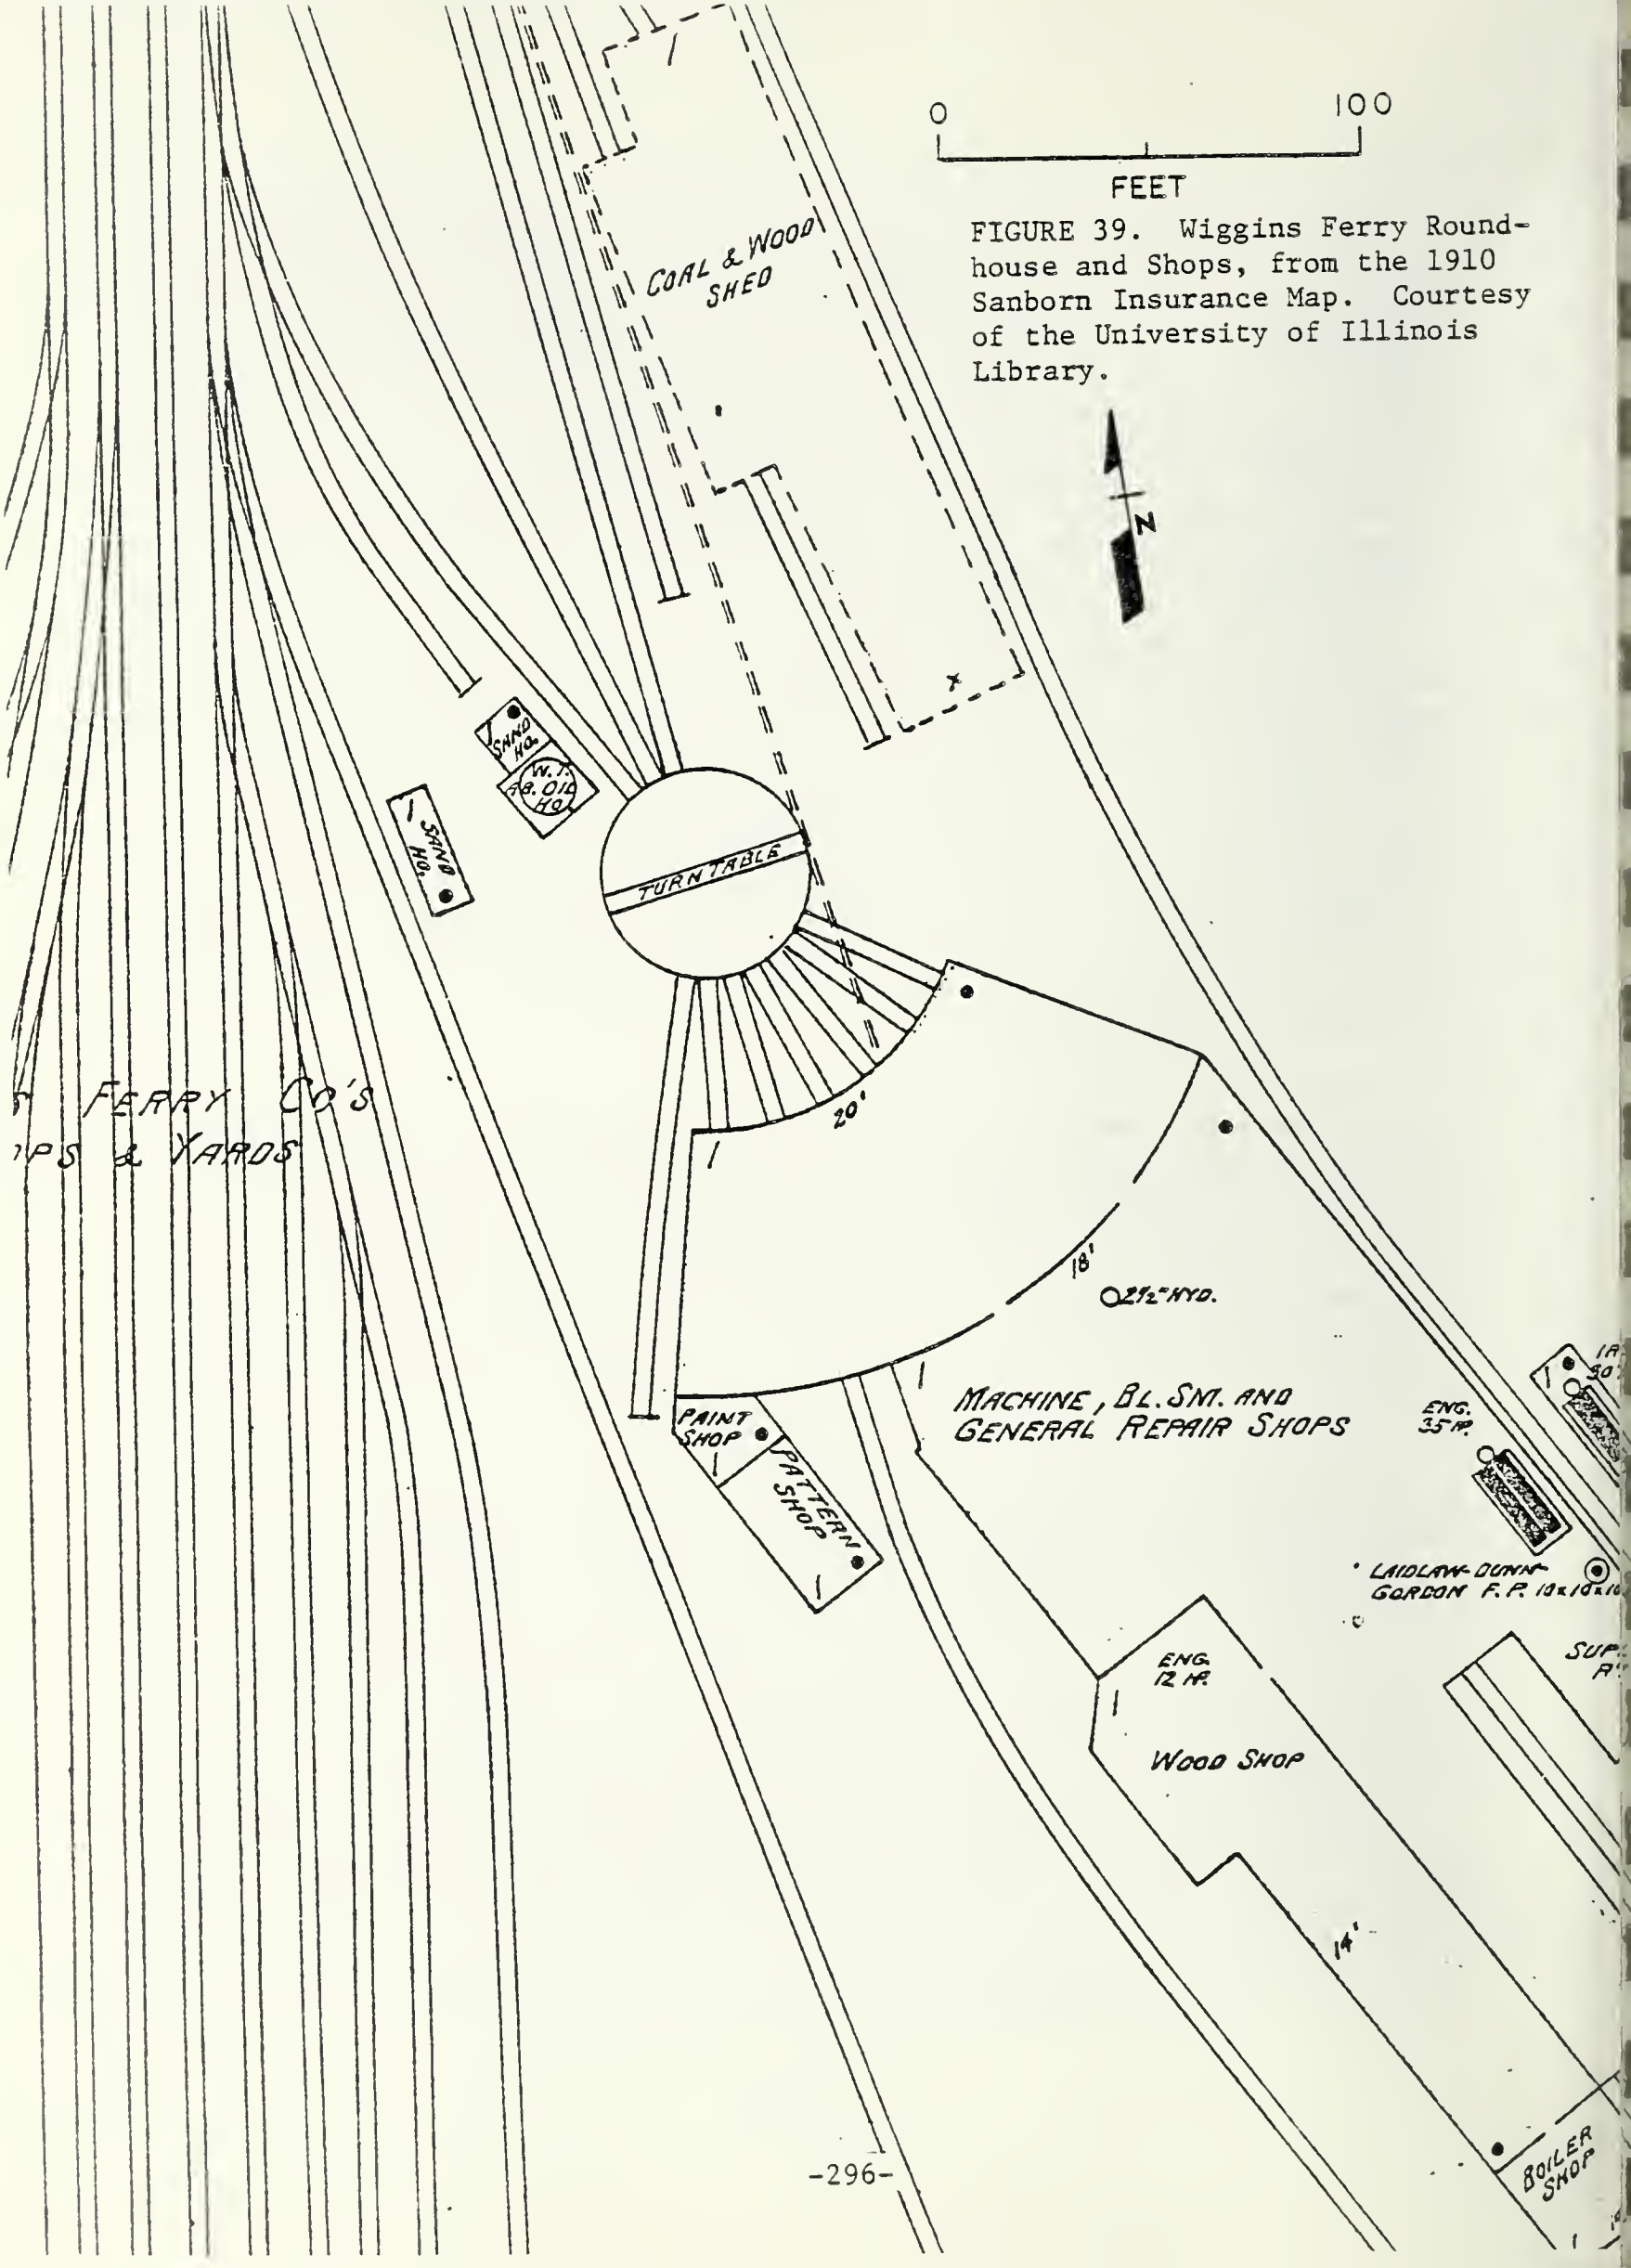 0 100
FEET
FIGURE 39. Wiggins Ferry Round-
house and Shops, from the 1910
Sanborn Insurance Map. Courtesy
of the University of Illinois
Library.
N
COAL & WOOD
SHED
SAND
HO.
W. T.
OIL
HO.
SAND
HO.
TURN TABLE
FERRY CO'S
& YARDS
20'
18'
2½" HYD.
MACHINE, BL. SM. AND
GENERAL REPAIR SHOPS
PAINT
SHOP
PATTERN
SHOP
ENG.
35 HP.
LAIDLAW-DUNN-
GORDON F. P. 10x10x10
ENG.
12 HP.
WOOD SHOP
14'
BOILER
SHOP
-296-